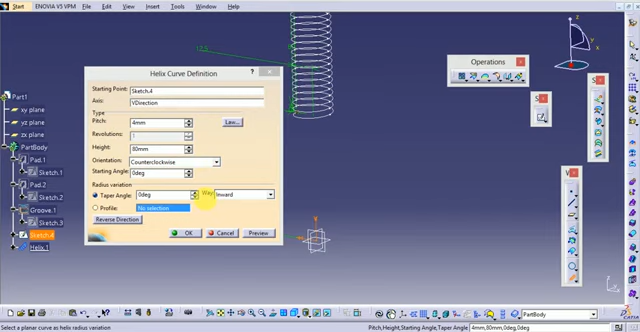 Start
ENOVIA V5 VPM
File
Edit
View
Insert
Tools
Window
Help
12,5
Operations
Helix Curve Definition
?
Starting Point:
Sketch.4
Axis:
VDirection
Type
Pitch:
4mm
Law...
Revolutions:
1
Height:
80mm
Orientation:
Counterclockwise
Starting Angle:
0deg
Radius variation
Taper Angle:
0deg
Way:
Inward
Profile:
No selection
Reverse Direction
OK
Cancel
Preview
Part1
xy plane
yz plane
zx plane
PartBody
Pad.1
Sketch.1
Pad.2
Sketch.2
Groove.1
Sketch.3
Sketch.4
Helix.1
z
y
x
S
S
V
PartBody
Select a planar curve as helix radius variation
Pitch,Height,Starting Angle,Taper Angle
4mm,80mm,0deg,0deg